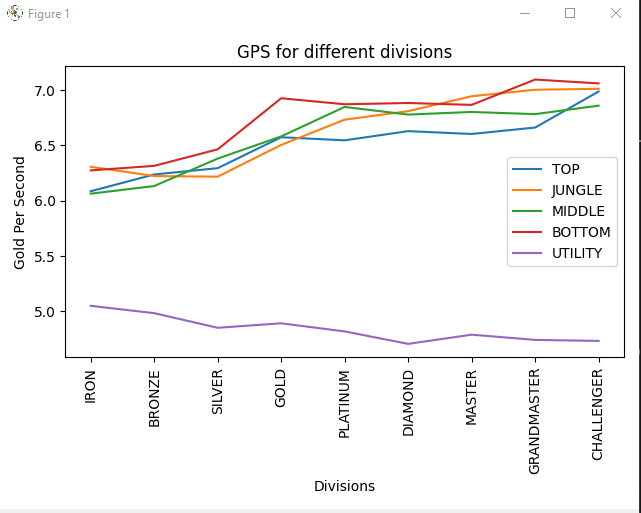 Figure 1
GPS for different divisions
Gold Per Second
7.0
6.5
6.0
5.5
5.0
TOP
JUNGLE
MIDDLE
BOTTOM
UTILITY
IRON
BRONZE
SILVER
GOLD
PLATINUM
DIAMOND
MASTER
GRANDMASTER
CHALLENGER
Divisions